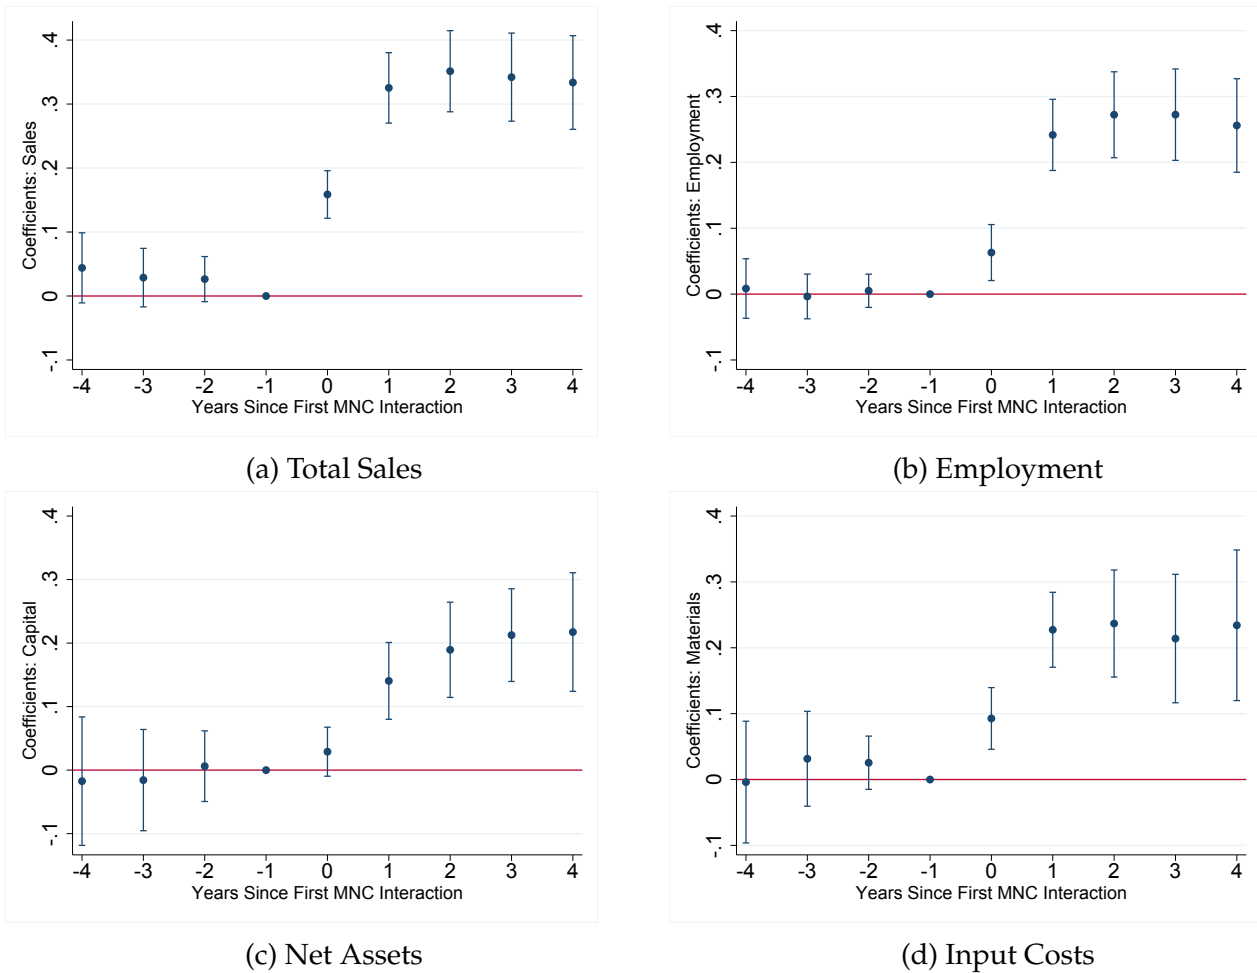 Coefficients: Sales
.4
.3
.2
.1
0
-.1
-4 -3 -2 -1 0 1 2 3 4
Years Since First MNC Interaction
(a) Total Sales
Coefficients: Employment
.4
.3
.2
.1
0
-.1
-4 -3 -2 -1 0 1 2 3 4
Years Since First MNC Interaction
(b) Employment
Coefficients: Capital
.4
.3
.2
.1
0
-.1
-4 -3 -2 -1 0 1 2 3 4
Years Since First MNC Interaction
(c) Net Assets
Coefficients: Materials
.4
.3
.2
.1
0
-.1
-4 -3 -2 -1 0 1 2 3 4
Years Since First MNC Interaction
(d) Input Costs